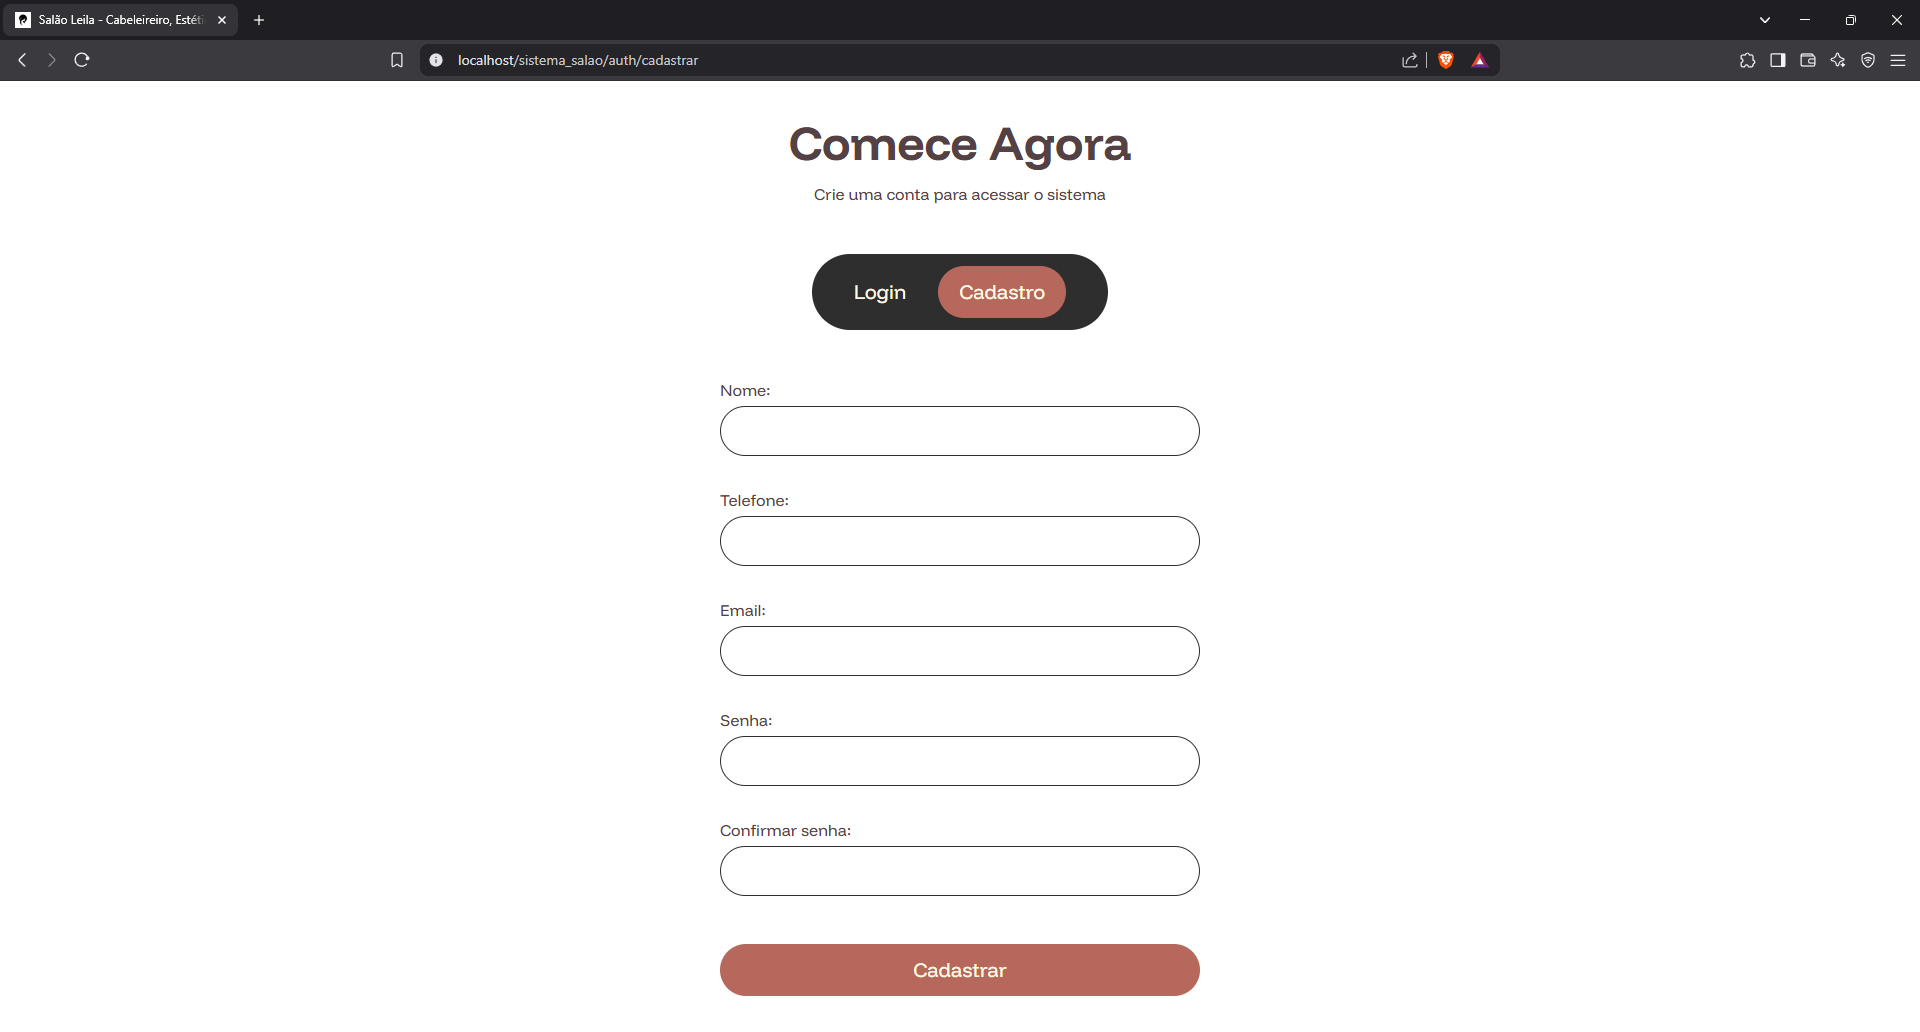 Salão Leila - Cabeleireiro, Estéti
localhost/sistema_salao/auth/cadastrar
Comece Agora
Crie uma conta para acessar o sistema
Login
Cadastro
Nome:
Telefone:
Email:
Senha:
Confirmar senha:
Cadastrar